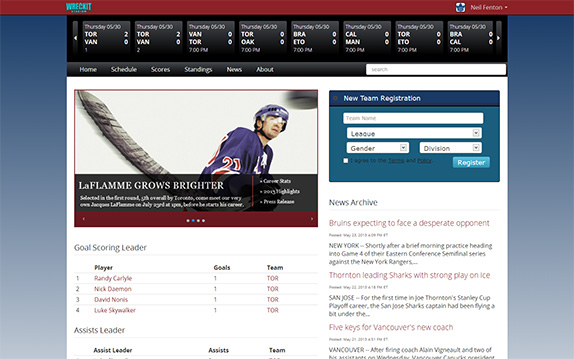 WRECKIT
Neil Fenton
Thursday 05/30
TOR 2
VAN 0
2
Thursday 05/30
TOR 2
VAN 0
1
Thursday 05/30
VAN 0
TOR 0
7:00 PM
Thursday 05/30
TOR 0
OAK 0
7:00 PM
Thursday 05/30
BRA 0
ETO 0
7:00 PM
Thursday 05/30
CAL 0
MAN 0
7:00 PM
Thursday 05/30
TOR 0
ETO 0
7:00 PM
Thursday 05/30
BRA 0
CAL 0
7:00 PM
Home Schedule Scores Standings News About
search
21
LAFLAMME GROWS BRIGHTER
Selected in the first round, 5th overall by Toronto, come meet our very
own Jacques LaFlamme on July 23rd at 1pm, before he starts his career.
+ Career Stats
+ 2013 Highlights
+ Press Release
Goal Scoring Leader
Player Goals Team
1 Randy Carlyle 1 TOR
2 Nick Daemon 1 TOR
3 David Nonis 1 TOR
4 Luke Skywalker 1 TOR
Assists Leader
Player Assist Team
New Team Registration
Team Name
League
Gender Division
I agree to the Terms and Policy
Register
News Archive
Bruins expecting to face a desperate opponent
Posted: May 23, 2013 4:09 PM ET
NEW YORK -- Shortly after a brief morning practice heading
into Game 4 of their Eastern Conference Semifinal series
against the New York Rangers,...
Thornton leading Sharks with strong play on Ice
Posted: May 22, 2013 4:18 PM ET
SAN JOSE -- For the first time in Joe Thornton's Stanley Cup
Playoff career, the San Jose Sharks captain had been flying a
bit under the...
Five keys for Vancouver's new coach
Posted: May 21, 2013 4:51 PM ET
VANCOUVER -- After firing coach Alain Vigneault and two of
his assistants on Wednesday, Vancouver Canucks president